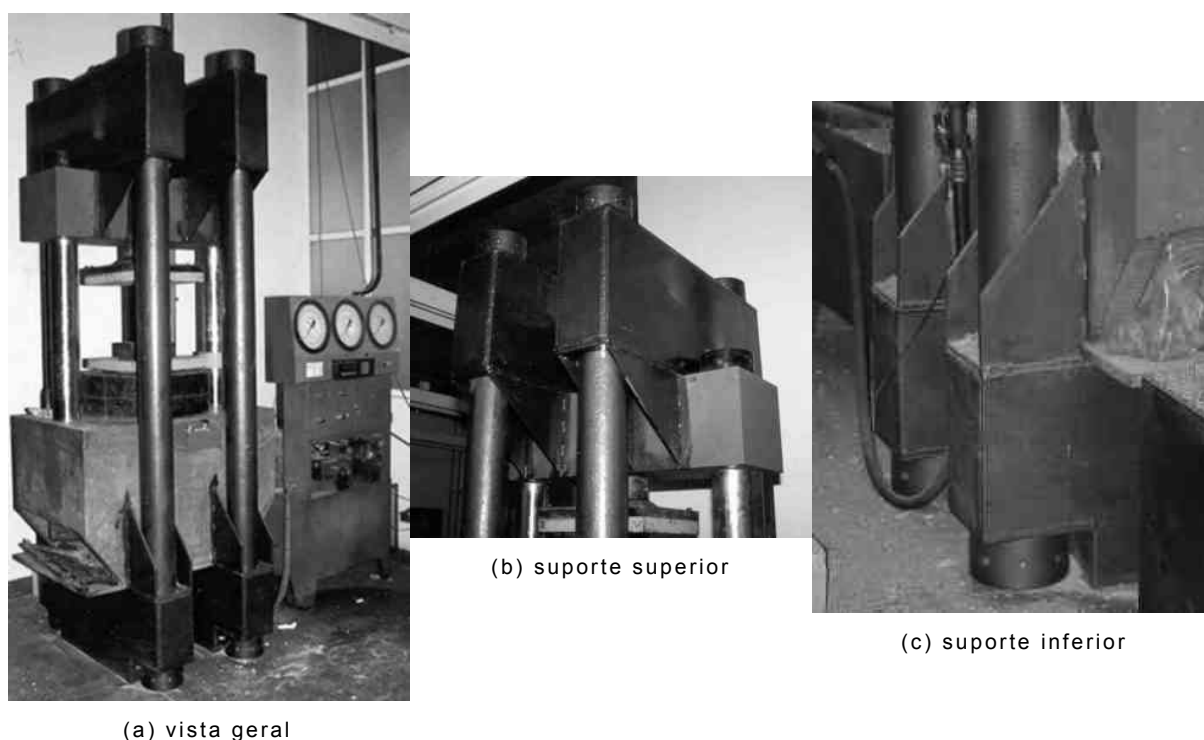 (b) suporte superior
(c) suporte inferior
(a) vista geral